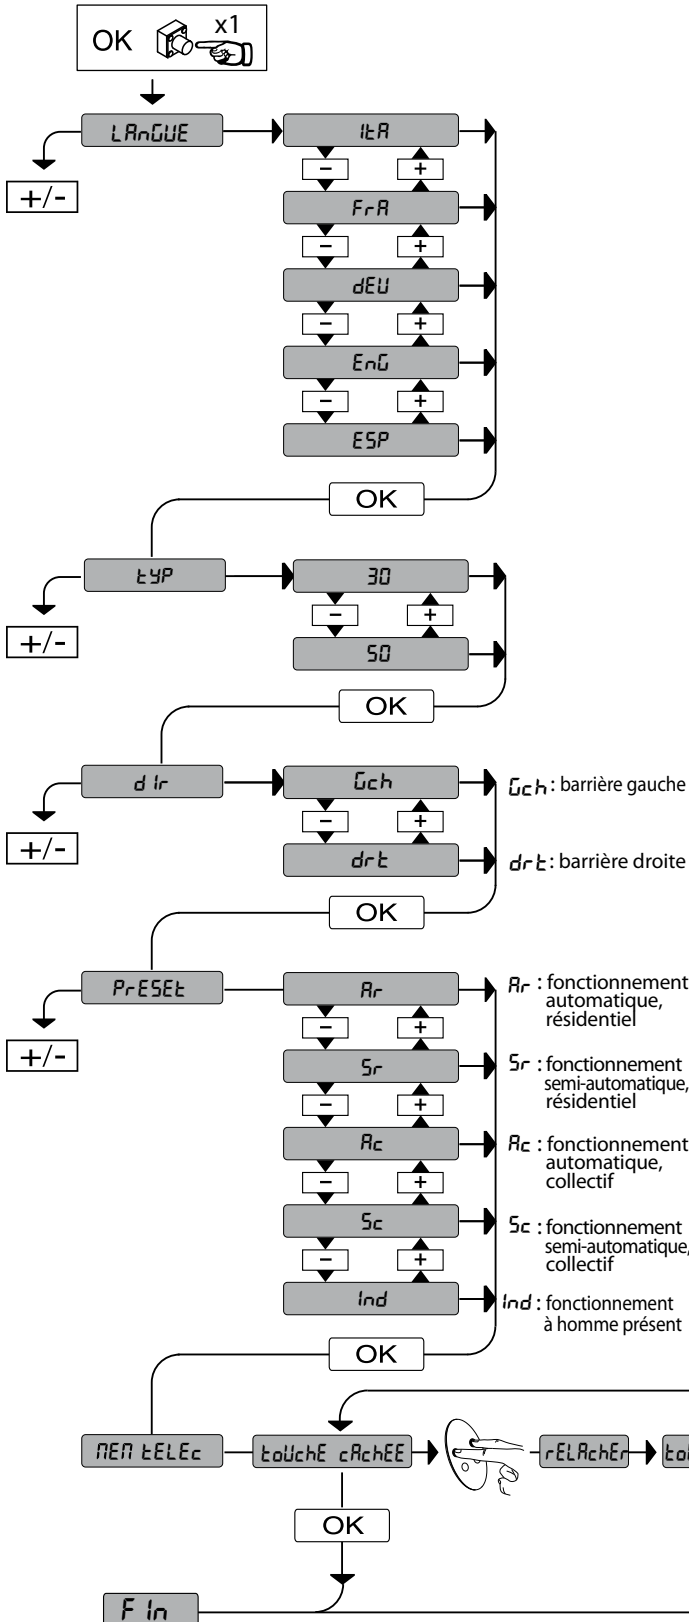 OK x1
LAnGUE ItA
+/-
- +
FrA
- +
dEU
- +
EnG
- +
ESP
OK
tYP 30
+/-
- +
50
OK
dIr Gch Gch : barrière gauche
+/-
- +
drt drt : barrière droite
OK
PrESEt Ar Ar : fonctionnement
automatique,
résidentiel
+/-
- +
Sr Sr : fonctionnement
semi-automatique,
résidentiel
- +
Ac Ac : fonctionnement
automatique,
collectif
- +
Sc Sc : fonctionnement
semi-automatique,
collectif
- +
Ind Ind : fonctionnement
à homme présent
OK
MEM tELEc toUchE cAchEE rELAchEr
OK
FIn